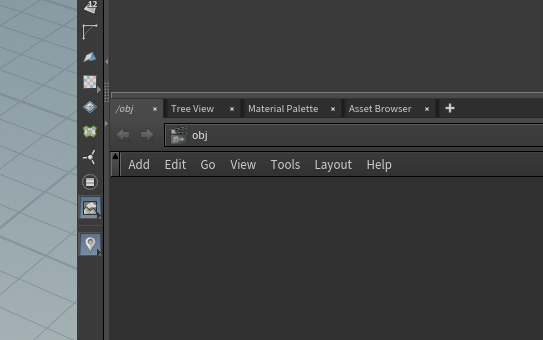 12
/obj × Tree View × Material Palette × Asset Browser × +
obj
Add Edit Go View Tools Layout Help